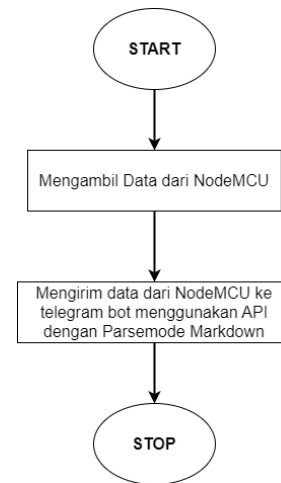 START
Mengambil Data dari NodeMCU
Mengirim data dari NodeMCU ke
telegram bot menggunakan API
dengan Parsemode Markdown
STOP